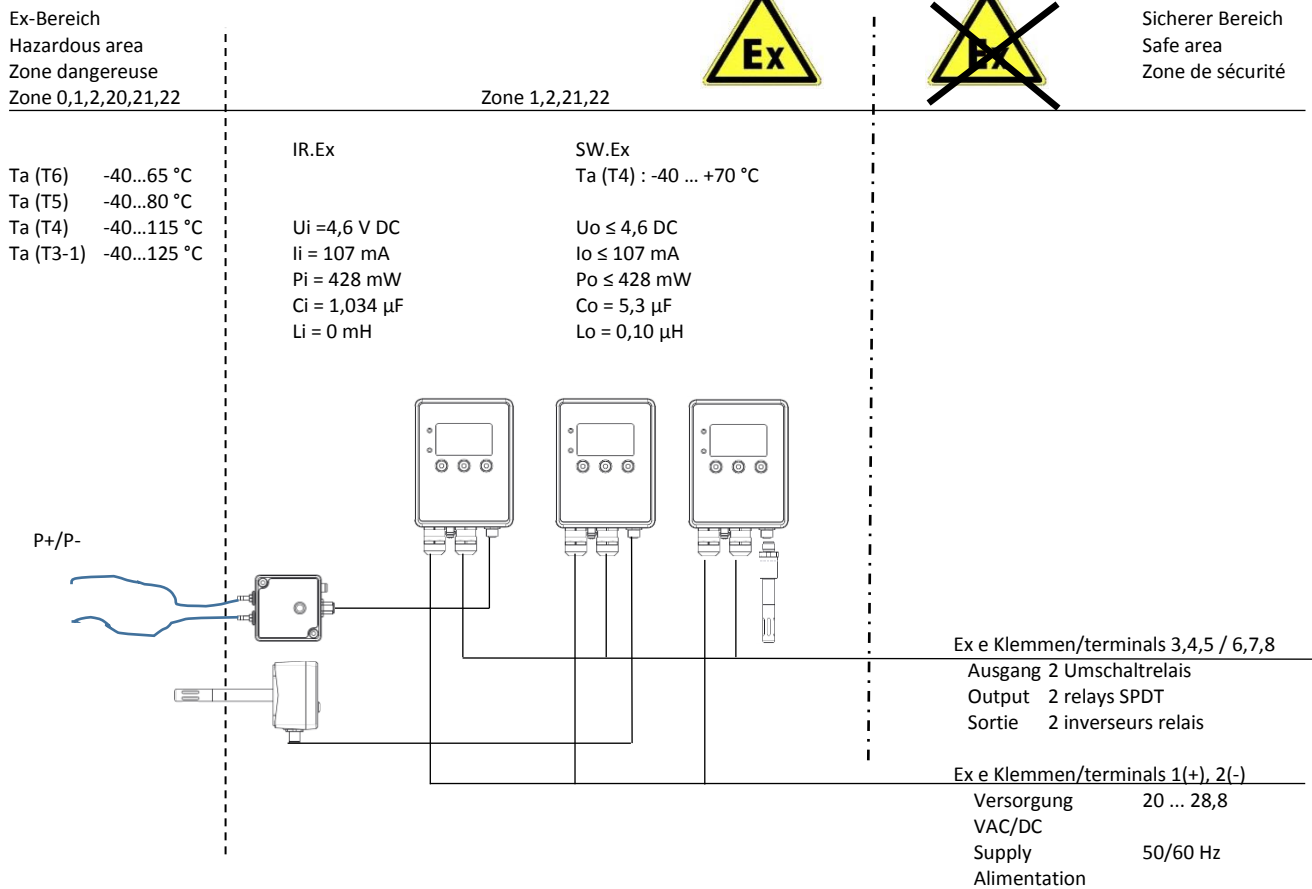 Ex-Bereich
Hazardous area
Zone dangereuse
Zone 0,1,2,20,21,22
Zone 1,2,21,22
Ex
Ex
Sicherer Bereich
Safe area
Zone de sécurité
Ta (T6) -40...65 °C
Ta (T5) -40...80 °C
Ta (T4) -40...115 °C
Ta (T3-1) -40...125 °C
IR.Ex
Ui =4,6 V DC
Ii = 107 mA
Pi = 428 mW
Ci = 1,034 µF
Li = 0 mH
SW.Ex
Ta (T4) : -40 ... +70 °C
Uo ≤ 4,6 DC
Io ≤ 107 mA
Po ≤ 428 mW
Co = 5,3 µF
Lo = 0,10 µH
P+/P-
Ex e Klemmen/terminals 3,4,5 / 6,7,8
Ausgang 2 Umschaltrelais
Output 2 relays SPDT
Sortie 2 inverseurs relais
Ex e Klemmen/terminals 1(+), 2(-)
Versorgung 20 ... 28,8
VAC/DC
Supply 50/60 Hz
Alimentation